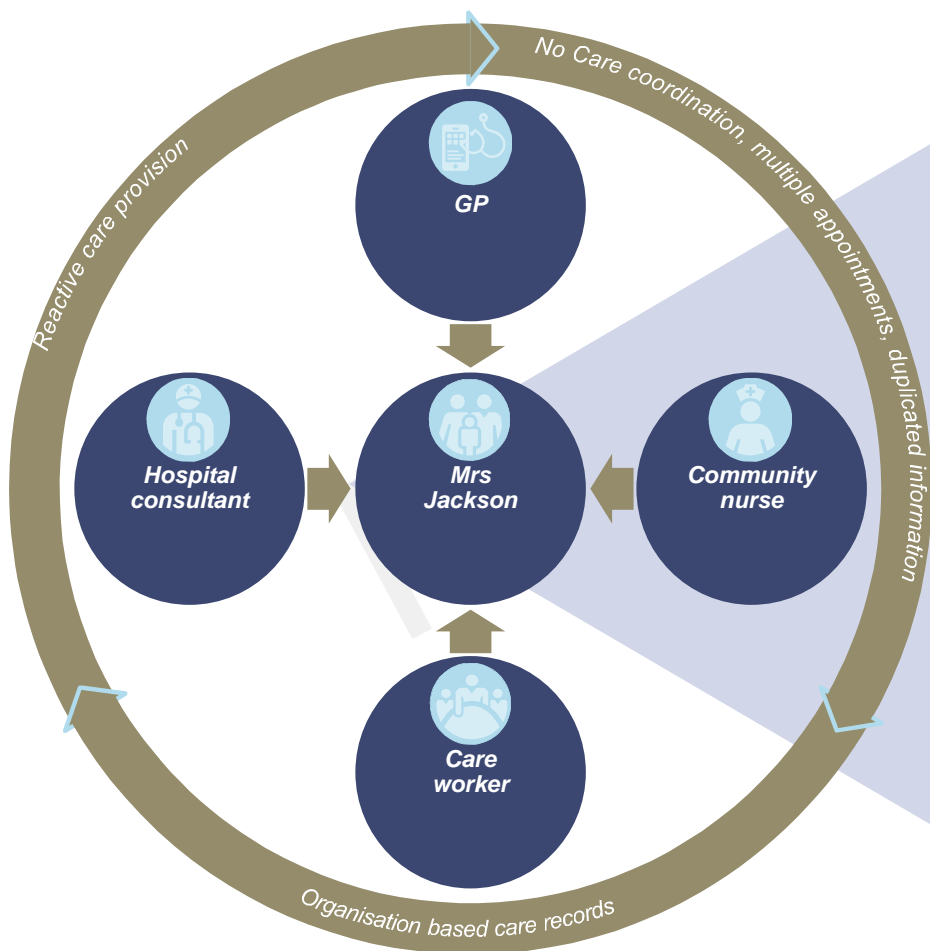 No Care coordination, multiple appointments, duplicated information
Reactive care provision
GP
Hospital
consultant
Mrs
Jackson
Community
nurse
Care
worker
Organisation based care records